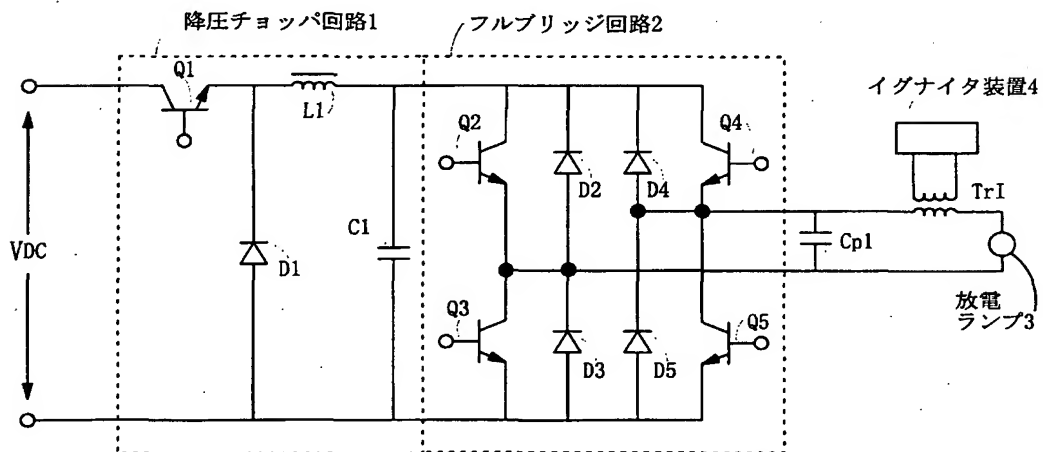 降圧チョッパ回路1
フルブリッジ回路2
Q1
L1
イグナイタ装置4
Q2
Q4
D2
D4
TrI
VDC
C1
D1
Cp1
Q3
Q5
放電
ランプ3
D3
D5